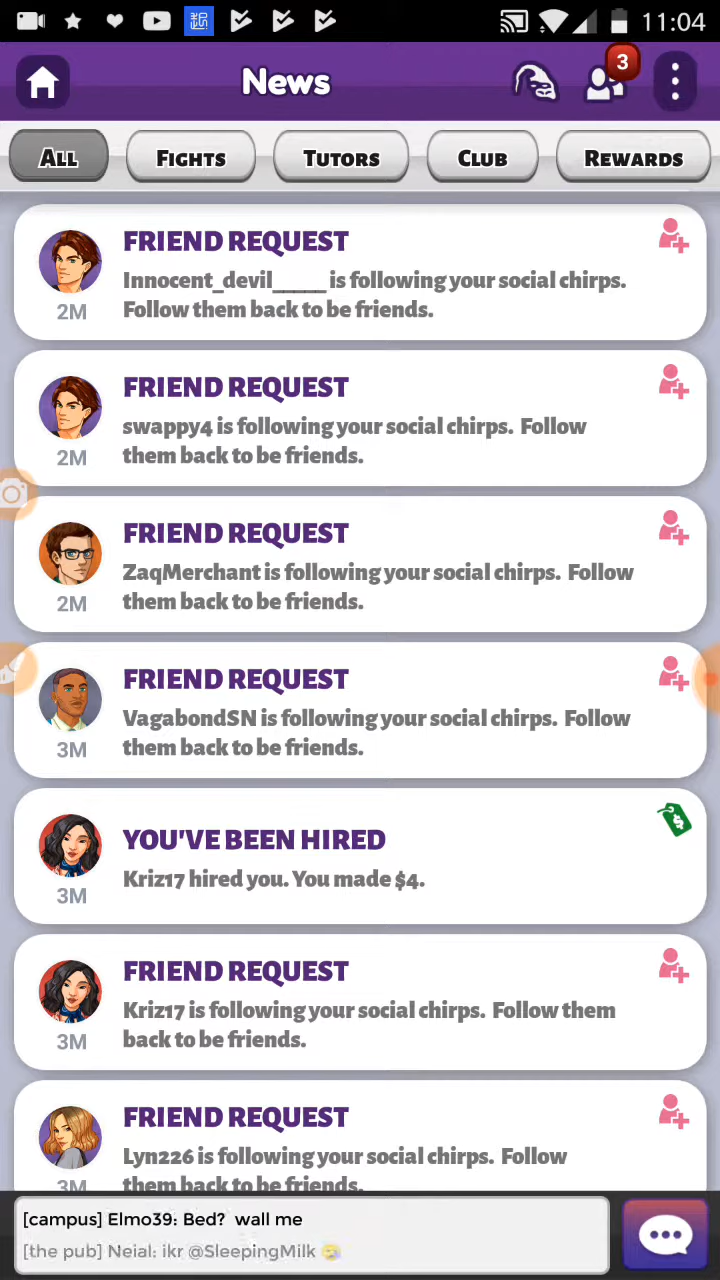 11:04
News
3
ALL
FIGHTS
TUTORS
CLUB
REWARDS
FRIEND REQUEST
Innocent_devil_____ is following your social chirps.
Follow them back to be friends.
2M
FRIEND REQUEST
swappy4 is following your social chirps. Follow
them back to be friends.
2M
FRIEND REQUEST
ZaqMerchant is following your social chirps. Follow
them back to be friends.
2M
FRIEND REQUEST
VagabondSN is following your social chirps. Follow
them back to be friends.
3M
YOU'VE BEEN HIRED
Kriz17 hired you. You made $4.
3M
FRIEND REQUEST
Kriz17 is following your social chirps. Follow them
back to be friends.
3M
FRIEND REQUEST
Lyn226 is following your social chirps. Follow
them back to be friends.
3M
[campus] Elmo39: Bed? wall me
[the pub] Neial: ikr @SleepingMilk